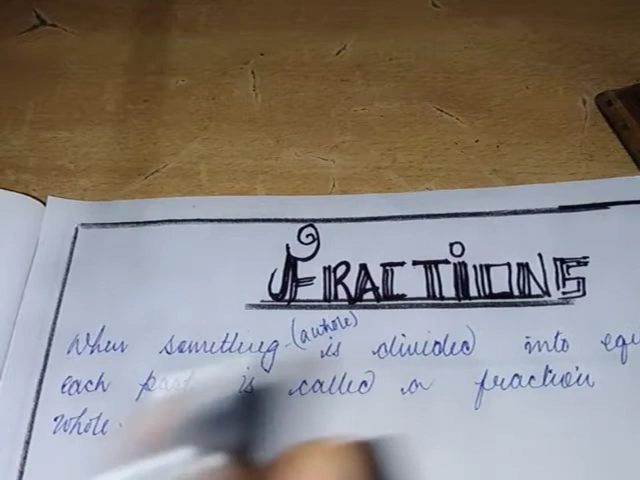 FRACTIONS
When something (a whole) is divided into equ
each part is called a fraction
whole.